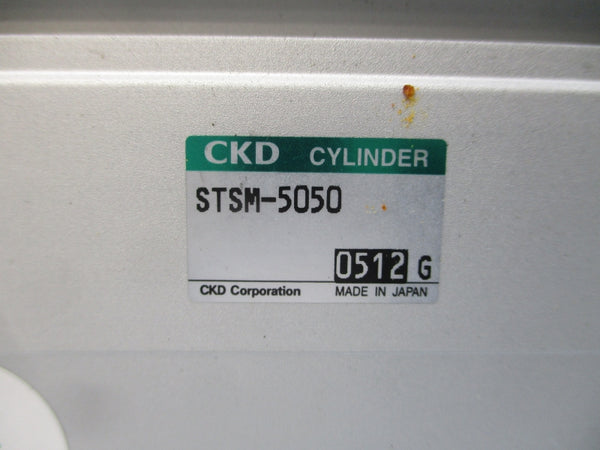 CKD CYLINDER
STSM-5050
0512 G
CKD Corporation MADE IN JAPAN